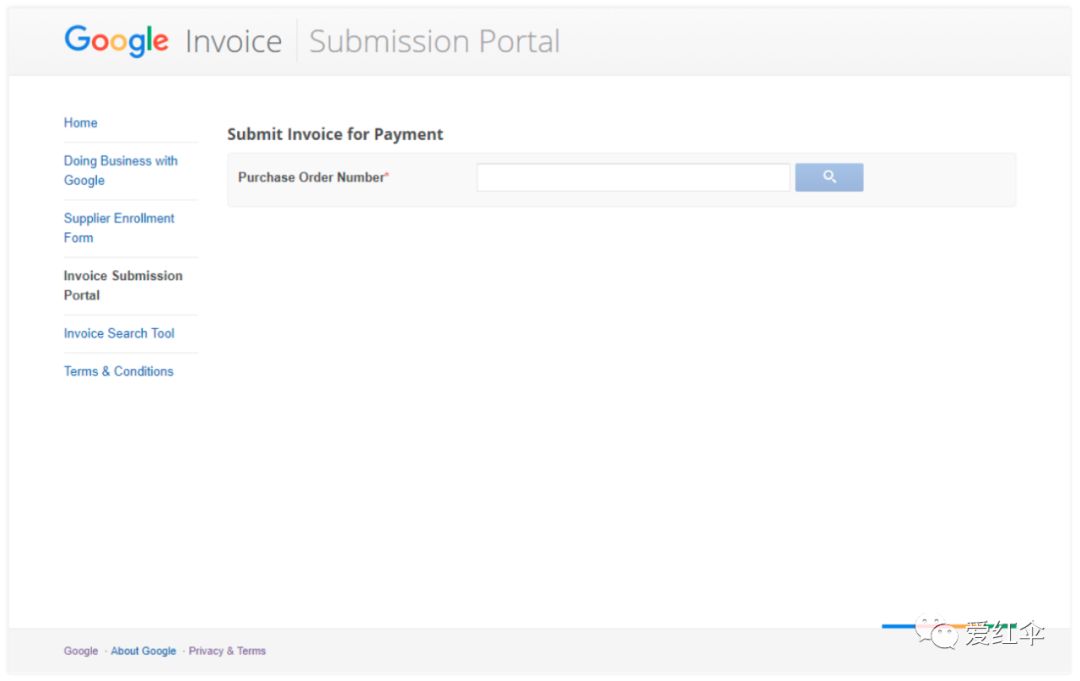 Google Invoice Submission Portal
Home
Doing Business with
Google
Supplier Enrollment
Form
Invoice Submission
Portal
Invoice Search Tool
Terms & Conditions
Submit Invoice for Payment
Purchase Order Number*
Google · About Google · Privacy & Terms
爱红伞